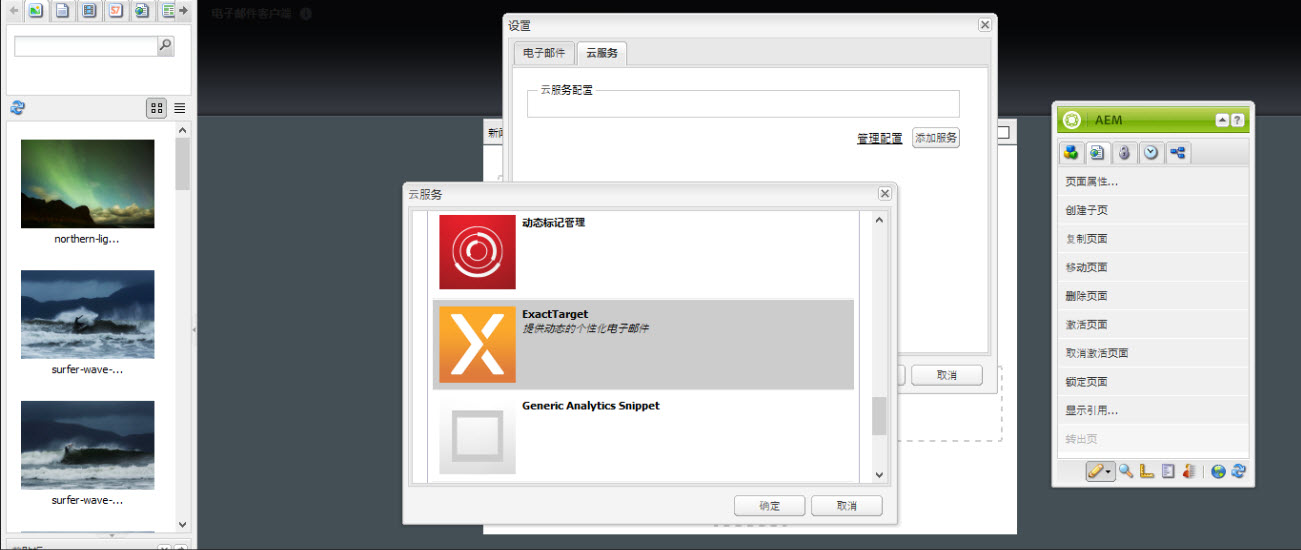 电子邮件客户端
northern-lig...
surfer-wave-...
surfer-wave-...
设置
电子邮件
云服务
云服务配置
管理配置
添加服务
取消
云服务
动态标记管理
ExactTarget
提供动态的个性化电子邮件
Generic Analytics Snippet
确定
取消
AEM
页面属性...
创建子页
复制页面
移动页面
删除页面
激活页面
取消激活页面
锁定页面
显示引用...
转出页